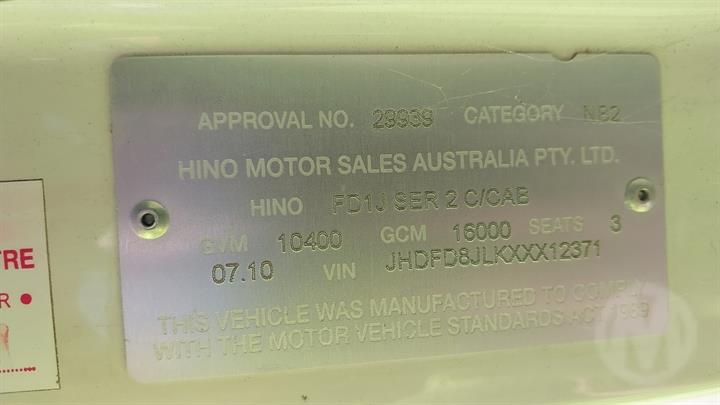 APPROVAL NO. 29939 CATEGORY NB2
HINO MOTOR SALES AUSTRALIA PTY. LTD.
HINO FD1J SER 2 C/CAB
GVM 10400 GCM 16000 SEATS 3
07.10 VIN JHDFD8JLKXXX12371
THIS VEHICLE WAS MANUFACTURED TO COMPLY
WITH THE MOTOR VEHICLE STANDARDS ACT 1989
TRE
R •
M